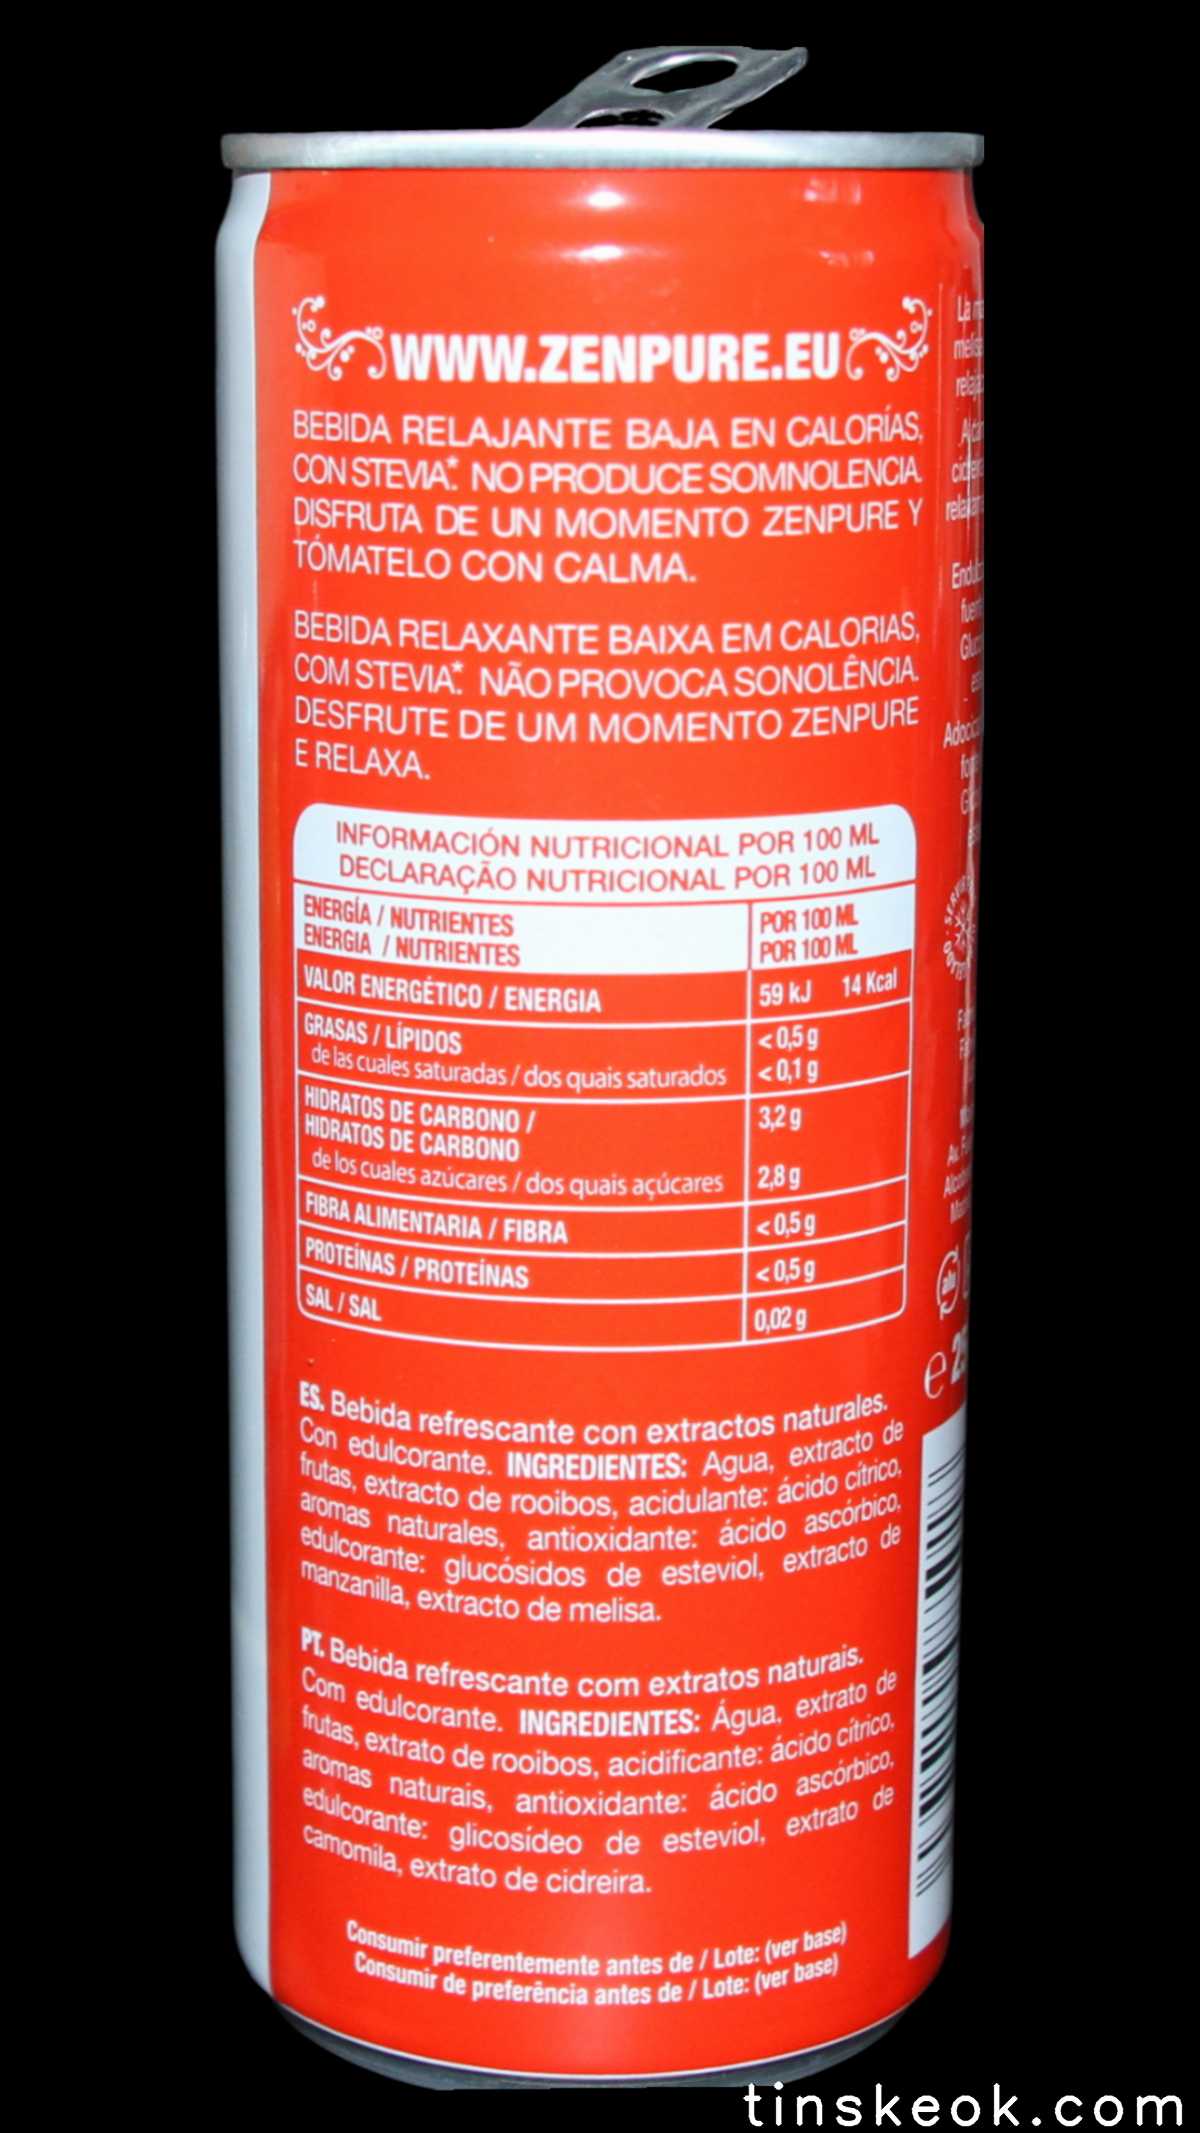 WWW.ZENPURE.EU
BEBIDA RELAJANTE BAJA EN CALORÍAS,
CON STEVIA*. NO PRODUCE SOMNOLENCIA.
DISFRUTA DE UN MOMENTO ZENPURE Y
TÓMATELO CON CALMA.
BEBIDA RELAXANTE BAIXA EM CALORIAS,
COM STEVIA*. NÃO PROVOCA SONOLÊNCIA.
DESFRUTE DE UM MOMENTO ZENPURE
E RELAXA.
INFORMACIÓN NUTRICIONAL POR 100 ML
DECLARAÇÃO NUTRICIONAL POR 100 ML
ENERGÍA / NUTRIENTES POR 100 ML
ENERGIA / NUTRIENTES POR 100 ML
VALOR ENERGÉTICO / ENERGIA 59 kJ 14 Kcal
GRASAS / LÍPIDOS < 0,5 g
de las cuales saturadas / dos quais saturados < 0,1 g
HIDRATOS DE CARBONO / 3,2 g
HIDRATOS DE CARBONO
de los cuales azúcares / dos quais açúcares 2,8 g
FIBRA ALIMENTARIA / FIBRA < 0,5 g
PROTEÍNAS / PROTEÍNAS < 0,5 g
SAL / SAL 0,02 g
ES. Bebida refrescante con extractos naturales.
Con edulcorante. INGREDIENTES: Agua, extracto de
frutas, extracto de rooibos, acidulante: ácido cítrico,
aromas naturales, antioxidante: ácido ascórbico,
edulcorante: glucósidos de esteviol, extracto de
manzanilla, extracto de melisa.
PT. Bebida refrescante com extratos naturais.
Com edulcorante. INGREDIENTES: Água, extrato de
frutas, extrato de rooibos, acidificante: ácido cítrico,
aromas naturais, antioxidante: ácido ascórbico,
edulcorante: glicosídeo de esteviol, extrato de
camomila, extrato de cidreira.
Consumir preferentemente antes de / Lote: (ver base)
Consumir de preferência antes de / Lote: (ver base)
La
alu
e
tinskeok.com